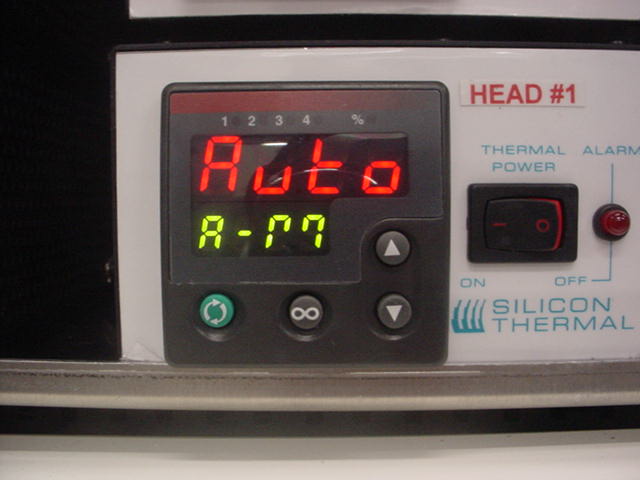 HEAD #1
1 2 3 4 %
Auto
A-M
THERMAL
POWER
ALARM
ON
OFF
SILICON
THERMAL